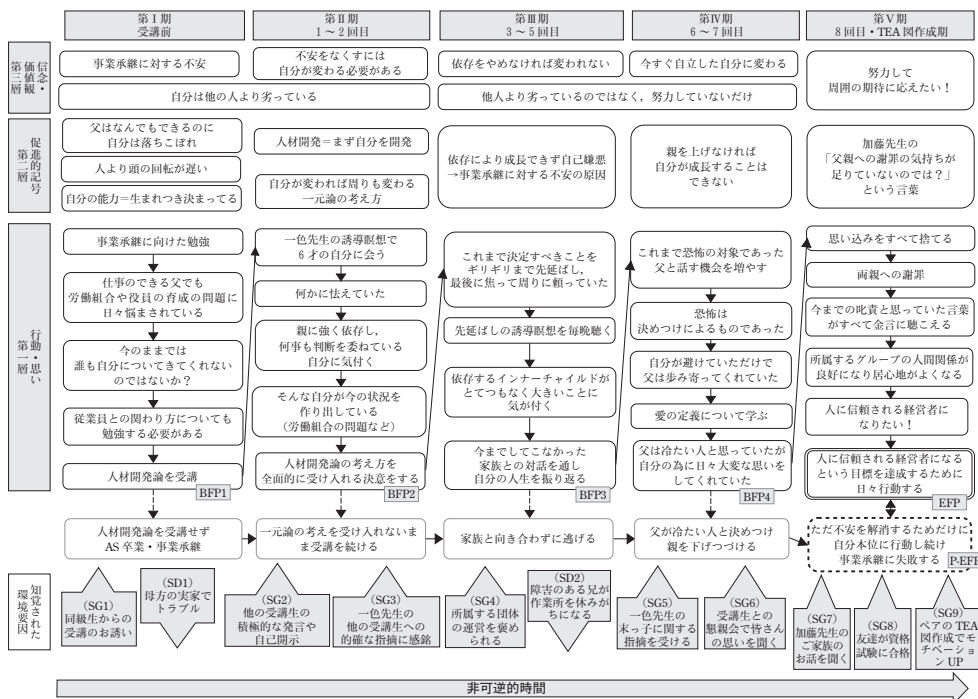 第Ⅰ期
受講前
第Ⅱ期
1～2回目
第Ⅲ期
3～5回目
第Ⅳ期
6～7回目
第Ⅴ期
8回目・TEA 図作成期
信念・
価値観
第三層
事業承継に対する不安
不安をなくすには
自分が変わる必要がある
依存をやめなければ変われない
今すぐ自立した自分に変わる
努力して
周囲の期待に応えたい！
自分は他の人より劣っている
他人より劣っているのではなく，努力していないだけ
促進的記号
第二層
父はなんでもできるのに
自分は落ちこぼれ
人より頭の回転が遅い
自分の能力＝生まれつき決まってる
人材開発＝まず自分を開発
自分が変われば周りも変わる
一元論の考え方
依存により成長できず自己嫌悪
→事業承継に対する不安の原因
親を上げなければ
自分が成長することは
できない
加藤先生の
「父親への謝罪の気持ちが
足りていないのでは？」
という言葉
行動・思い
第一層
事業承継に向けた勉強
仕事のできる父でも
労働組合や役員の育成の問題に
日々悩まされている
今のままでは
誰も自分についてきてくれない
のではないか？
従業員との関わり方についても
勉強する必要がある
人材開発論を受講
BFP1
一色先生の誘導瞑想で
6才の自分に会う
何かに怯えていた
親に強く依存し，
何事も判断を委ねている
自分に気付く
そんな自分が今の状況を
作り出している
（労働組合の問題など）
人材開発論の考え方を
全面的に受け入れる決意をする
BFP2
これまで決定すべきことを
ギリギリまで先延ばし，
最後に焦って周りに頼っていた
先延ばしの誘導瞑想を毎晩聴く
依存するインナーチャイルドが
とてつもなく大きいことに
気が付く
今までしてこなかった
家族との対話を通し
自分の人生を振り返る
BFP3
これまで恐怖の対象であった
父と話す機会を増やす
恐怖は
決めつけによるものであった
自分が避けていただけで
父は歩み寄ってくれていた
愛の定義について学ぶ
父は冷たい人と思っていたが
自分の為に日々大変な思いを
してくれていた
BFP4
思い込みをすべて捨てる
両親への謝罪
今までの叱責と思っていた言葉
がすべて金言に聴こえる
所属するグループの人間関係が
良好になり居心地がよくなる
人に信頼される経営者に
なりたい！
人に信頼される経営者になる
という目標を達成するために
日々行動する
EFP
人材開発論を受講せず
AS 卒業・事業承継
一元論の考えを受け入れないまま
受講を続ける
家族と向き合わずに逃げる
父が冷たい人と決めつけ
親を下げつづける
ただ不安を解消するためだけに
自分本位に行動し続け
事業承継に失敗する
P-EFP
知覚された
環境要因
（SG1）
同級生からの
受講のお誘い
（SD1）
母方の実家で
トラブル
（SG2）
他の受講生の
積極的な発言や
自己開示
（SG3）
一色先生の
他の受講生への
的確な指摘に感銘
（SG4）
所属する団体
の運営を褒め
られる
（SD2）
障害のある兄が
作業所を休みが
ちになる
（SG5）
一色先生の
末っ子に関する
指摘を受ける
（SG6）
受講生との
懇親会で皆さん
の思いを聞く
（SG7）
加藤先生の
ご家族の
お話を聞く
（SG8）
友達が資格
試験に合格
（SG9）
ペアの TEA
図作成でモ
チベーショ
ン UP
非可逆的時間